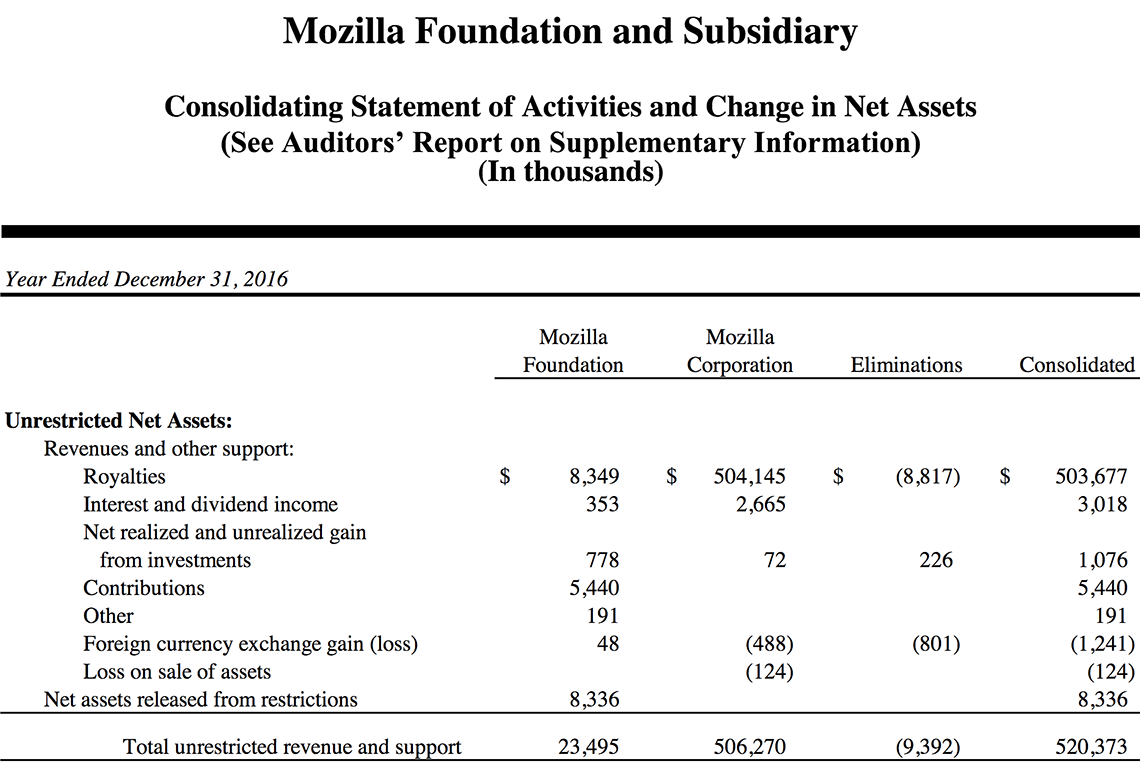 Mozilla Foundation and Subsidiary
Consolidating Statement of Activities and Change in Net Assets
(See Auditors’ Report on Supplementary Information)
(In thousands)
Year Ended December 31, 2016
Mozilla Mozilla
Foundation Corporation Eliminations Consolidated
Unrestricted Net Assets:
Revenues and other support:
Royalties $ 8,349 $ 504,145 $ (8,817) $ 503,677
Interest and dividend income 353 2,665 3,018
Net realized and unrealized gain
from investments 778 72 226 1,076
Contributions 5,440 5,440
Other 191 191
Foreign currency exchange gain (loss) 48 (488) (801) (1,241)
Loss on sale of assets (124) (124)
Net assets released from restrictions 8,336 8,336
Total unrestricted revenue and support 23,495 506,270 (9,392) 520,373